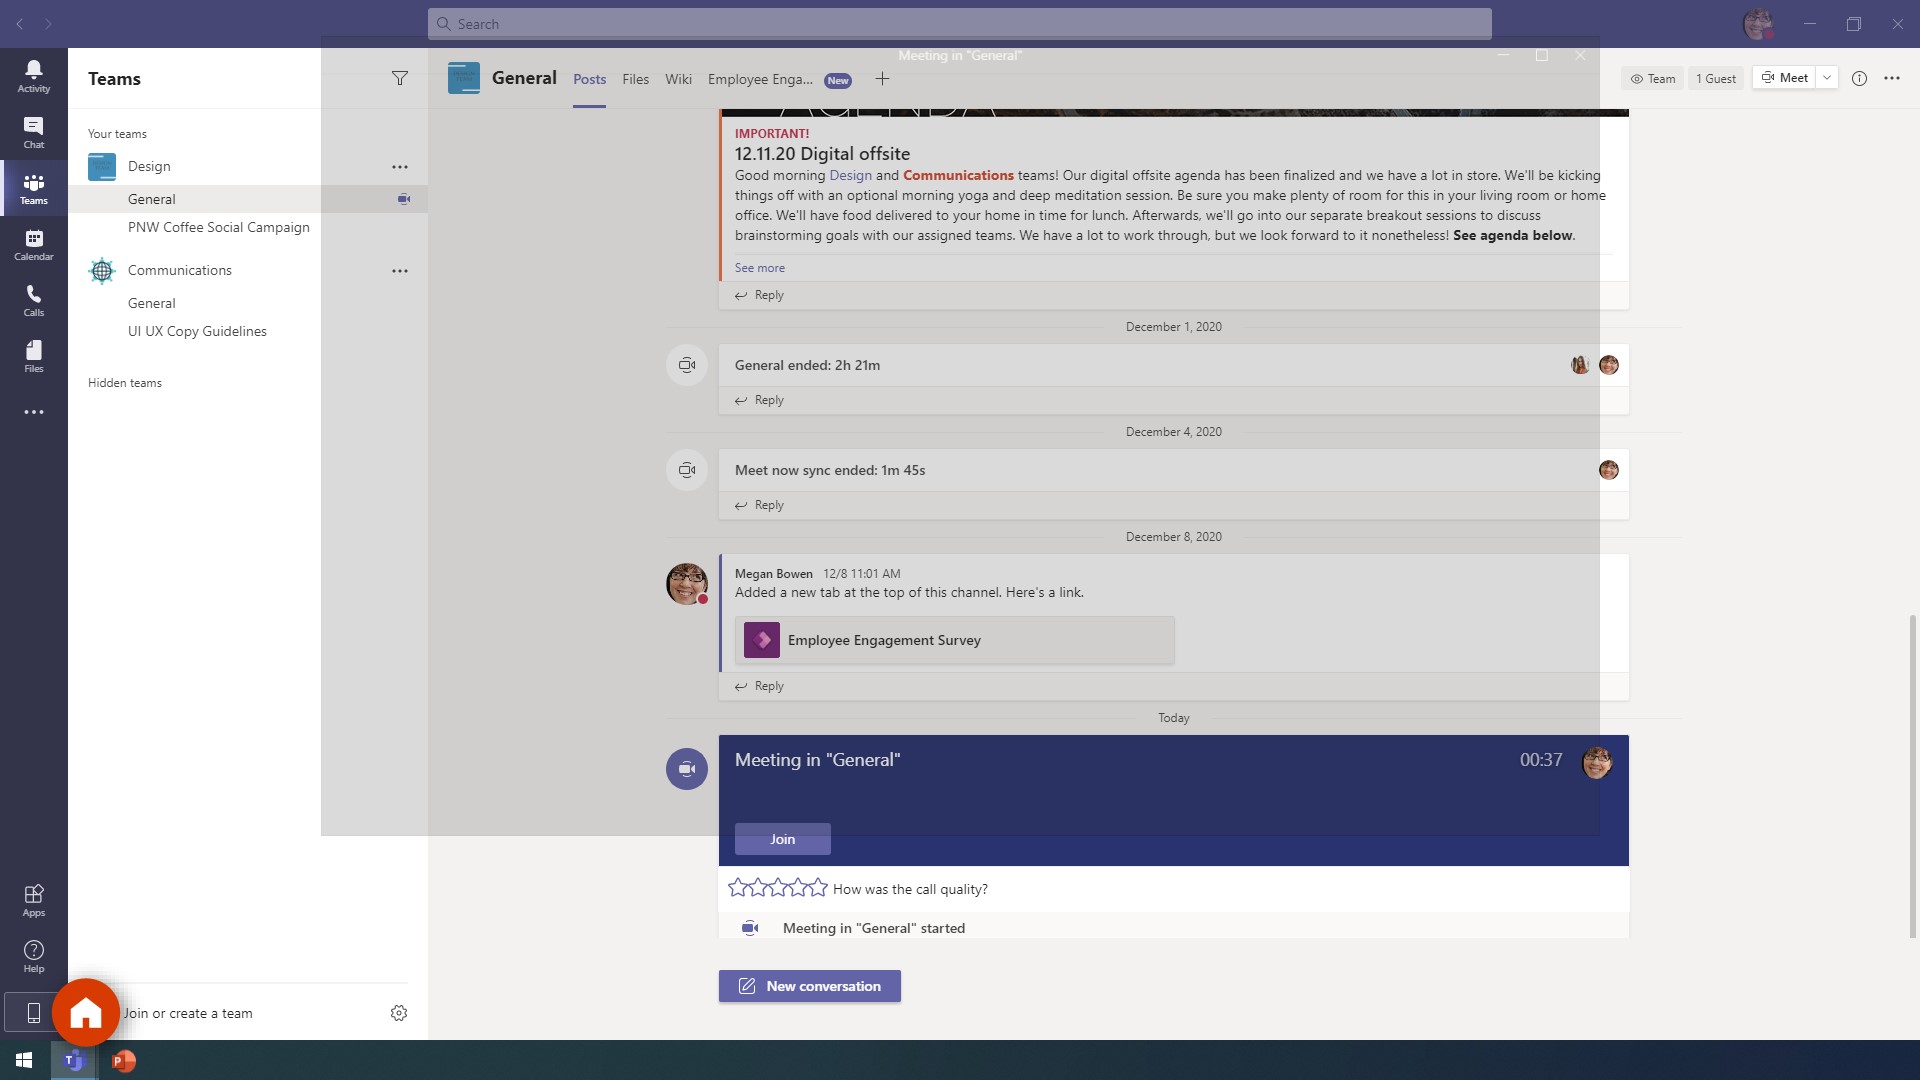 Search
Meeting in "General"
Activity
Chat
Teams
Calendar
Calls
Files
Apps
Help
Teams
Your teams
Design
General
PNW Coffee Social Campaign
Communications
General
UI UX Copy Guidelines
Hidden teams
Join or create a team
General Posts Files Wiki Employee Enga... New
Team 1 Guest Meet
IMPORTANT!
12.11.20 Digital offsite
Good morning Design and Communications teams! Our digital offsite agenda has been finalized and we have a lot in store. We'll be kicking
things off with an optional morning yoga and deep meditation session. Be sure you make plenty of room for this in your living room or home
office. We'll have food delivered to your home in time for lunch. Afterwards, we'll go into our separate breakout sessions to discuss
brainstorming goals with our assigned teams. We have a lot to work through, but we look forward to it nonetheless! See agenda below.
See more
Reply
December 1, 2020
General ended: 2h 21m
Reply
December 4, 2020
Meet now sync ended: 1m 45s
Reply
December 8, 2020
Megan Bowen 12/8 11:01 AM
Added a new tab at the top of this channel. Here's a link.
Employee Engagement Survey
Reply
Today
Meeting in "General" 00:37
Join
How was the call quality?
Meeting in "General" started
New conversation